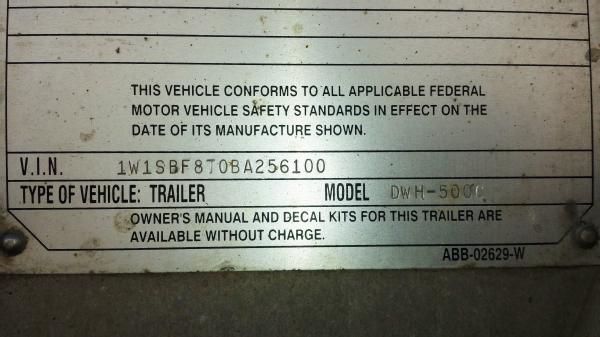 THIS VEHICLE CONFORMS TO ALL APPLICABLE FEDERAL
MOTOR VEHICLE SAFETY STANDARDS IN EFFECT ON THE
DATE OF ITS MANUFACTURE SHOWN.
V.I.N. 1W1SBF8T0BA256100
TYPE OF VEHICLE: TRAILER MODEL DWH-500C
OWNER'S MANUAL AND DECAL KITS FOR THIS TRAILER ARE
AVAILABLE WITHOUT CHARGE.
ABB-02629-W